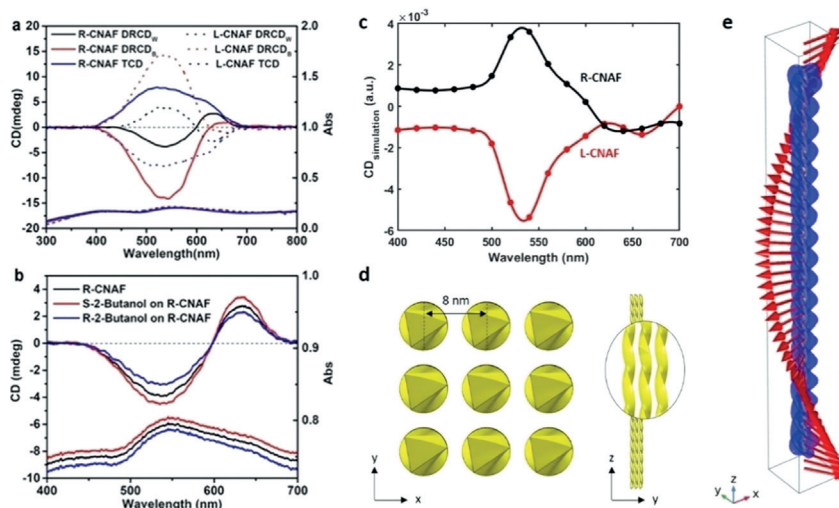 a
R-CNAF DRCD_W
L-CNAF DRCD_W
R-CNAF DRCD_B
L-CNAF DRCD_B
R-CNAF TCD
L-CNAF TCD
CD(mdeg)
Abs
20
15
10
5
0
-5
-10
-15
-20
2.0
1.5
1.0
0.5
0.0
300 400 500 600 700 800
Wavelength(nm)
b
R-CNAF
S-2-Butanol on R-CNAF
R-2-Butanol on R-CNAF
CD (mdeg)
Abs
4
2
0
-2
-4
-6
-8
-10
1.0
0.9
0.8
0.7
400 500 600 700
Wavelength (nm)
c
×10⁻³
CD_simulation (a.u.)
4
2
0
-2
-4
-6
R-CNAF
L-CNAF
400 450 500 550 600 650 700
Wavelength (nm)
d
8 nm
y
x
z
y
e
y z x